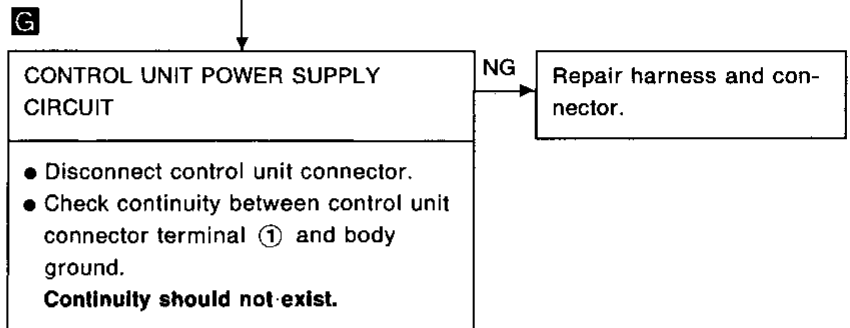 G
CONTROL UNIT POWER SUPPLY
CIRCUIT
NG
Repair harness and con-
nector.
● Disconnect control unit connector.
● Check continuity between control unit
connector terminal ① and body
ground.
Continuity should not exist.